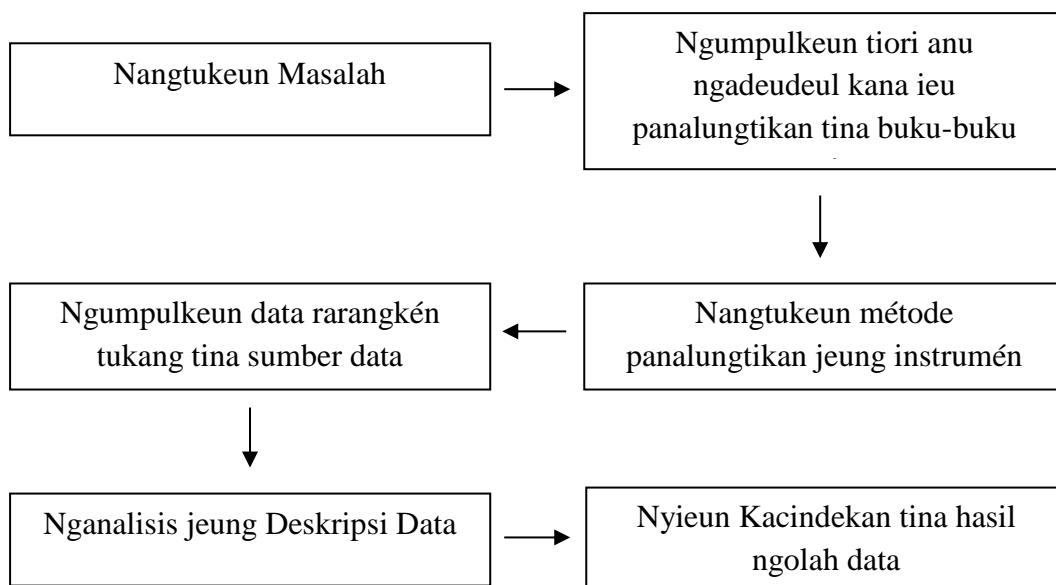 Nangtukeun Masalah
Ngumpulkeun tiori anu
ngadeudeul kana ieu
panalungtikan tina buku-buku
Nangtukeun métode
panalungtikan jeung instrumén
Ngumpulkeun data rarangkén
tukang tina sumber data
Nganalisis jeung Deskripsi Data
Nyieun Kacindekan tina hasil
ngolah data